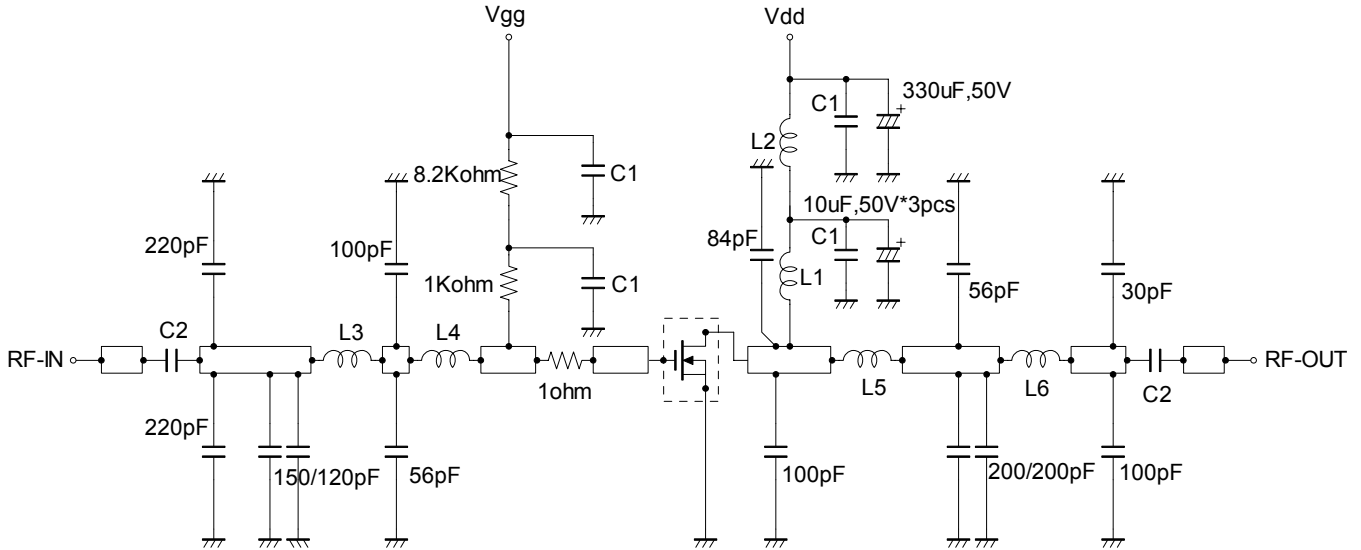 Vgg
Vdd
330uF,50V
C1
L2
8.2Kohm
C1
10uF,50V*3pcs
C1
220pF
100pF
84pF
1Kohm
C1
L1
56pF
30pF
C2
L3
L4
RF-IN
RF-OUT
1ohm
L5
L6
C2
220pF
150/120pF
56pF
100pF
200/200pF
100pF